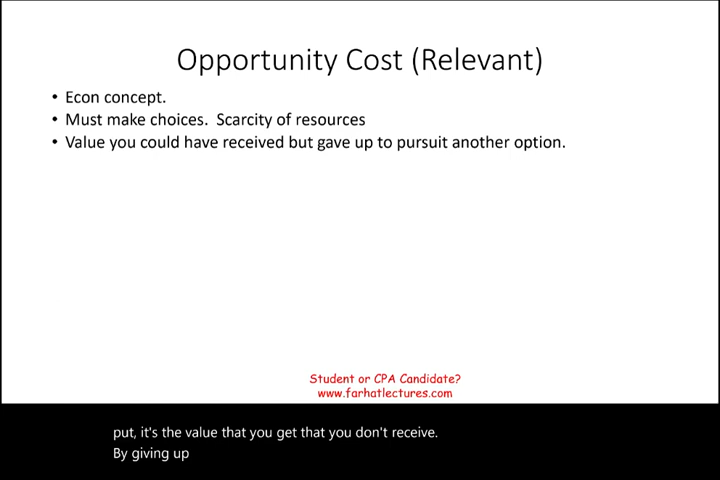 Opportunity Cost (Relevant)
• Econ concept.
• Must make choices.  Scarcity of resources
• Value you could have received but gave up to pursuit another option.
Student or CPA Candidate?
www.farhatlectures.com
put, it's the value that you get that you don't receive.
By giving up